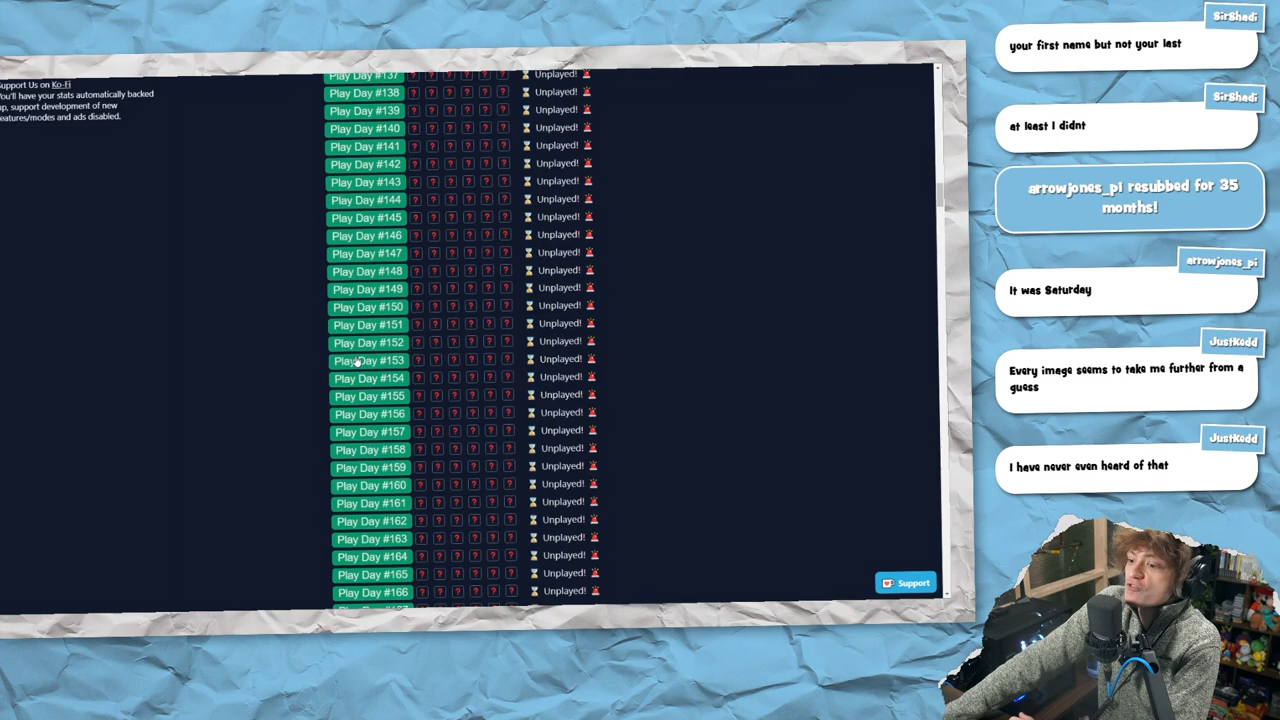 Support Us on Ko-Fi
You'll have your stats automatically backed
up, support development of new
features/modes and ads disabled.
Play Day #137 ? ? ? ? ? ? Unplayed!
Play Day #138 ? ? ? ? ? ? Unplayed!
Play Day #139 ? ? ? ? ? ? Unplayed!
Play Day #140 ? ? ? ? ? ? Unplayed!
Play Day #141 ? ? ? ? ? ? Unplayed!
Play Day #142 ? ? ? ? ? ? Unplayed!
Play Day #143 ? ? ? ? ? ? Unplayed!
Play Day #144 ? ? ? ? ? ? Unplayed!
Play Day #145 ? ? ? ? ? ? Unplayed!
Play Day #146 ? ? ? ? ? ? Unplayed!
Play Day #147 ? ? ? ? ? ? Unplayed!
Play Day #148 ? ? ? ? ? ? Unplayed!
Play Day #149 ? ? ? ? ? ? Unplayed!
Play Day #150 ? ? ? ? ? ? Unplayed!
Play Day #151 ? ? ? ? ? ? Unplayed!
Play Day #152 ? ? ? ? ? ? Unplayed!
Play Day #153 ? ? ? ? ? ? Unplayed!
Play Day #154 ? ? ? ? ? ? Unplayed!
Play Day #155 ? ? ? ? ? ? Unplayed!
Play Day #156 ? ? ? ? ? ? Unplayed!
Play Day #157 ? ? ? ? ? ? Unplayed!
Play Day #158 ? ? ? ? ? ? Unplayed!
Play Day #159 ? ? ? ? ? ? Unplayed!
Play Day #160 ? ? ? ? ? ? Unplayed!
Play Day #161 ? ? ? ? ? ? Unplayed!
Play Day #162 ? ? ? ? ? ? Unplayed!
Play Day #163 ? ? ? ? ? ? Unplayed!
Play Day #164 ? ? ? ? ? ? Unplayed!
Play Day #165 ? ? ? ? ? ? Unplayed!
Play Day #166 ? ? ? ? ? ? Unplayed!
Support
SirShadi
your first name but not your last
SirShadi
at least I didnt
arrowjones_pi resubbed for 35
months!
arrowjones_pi
It was Saturday
JustKedd
Every image seems to take me further from a
guess
JustKedd
I have never even heard of that